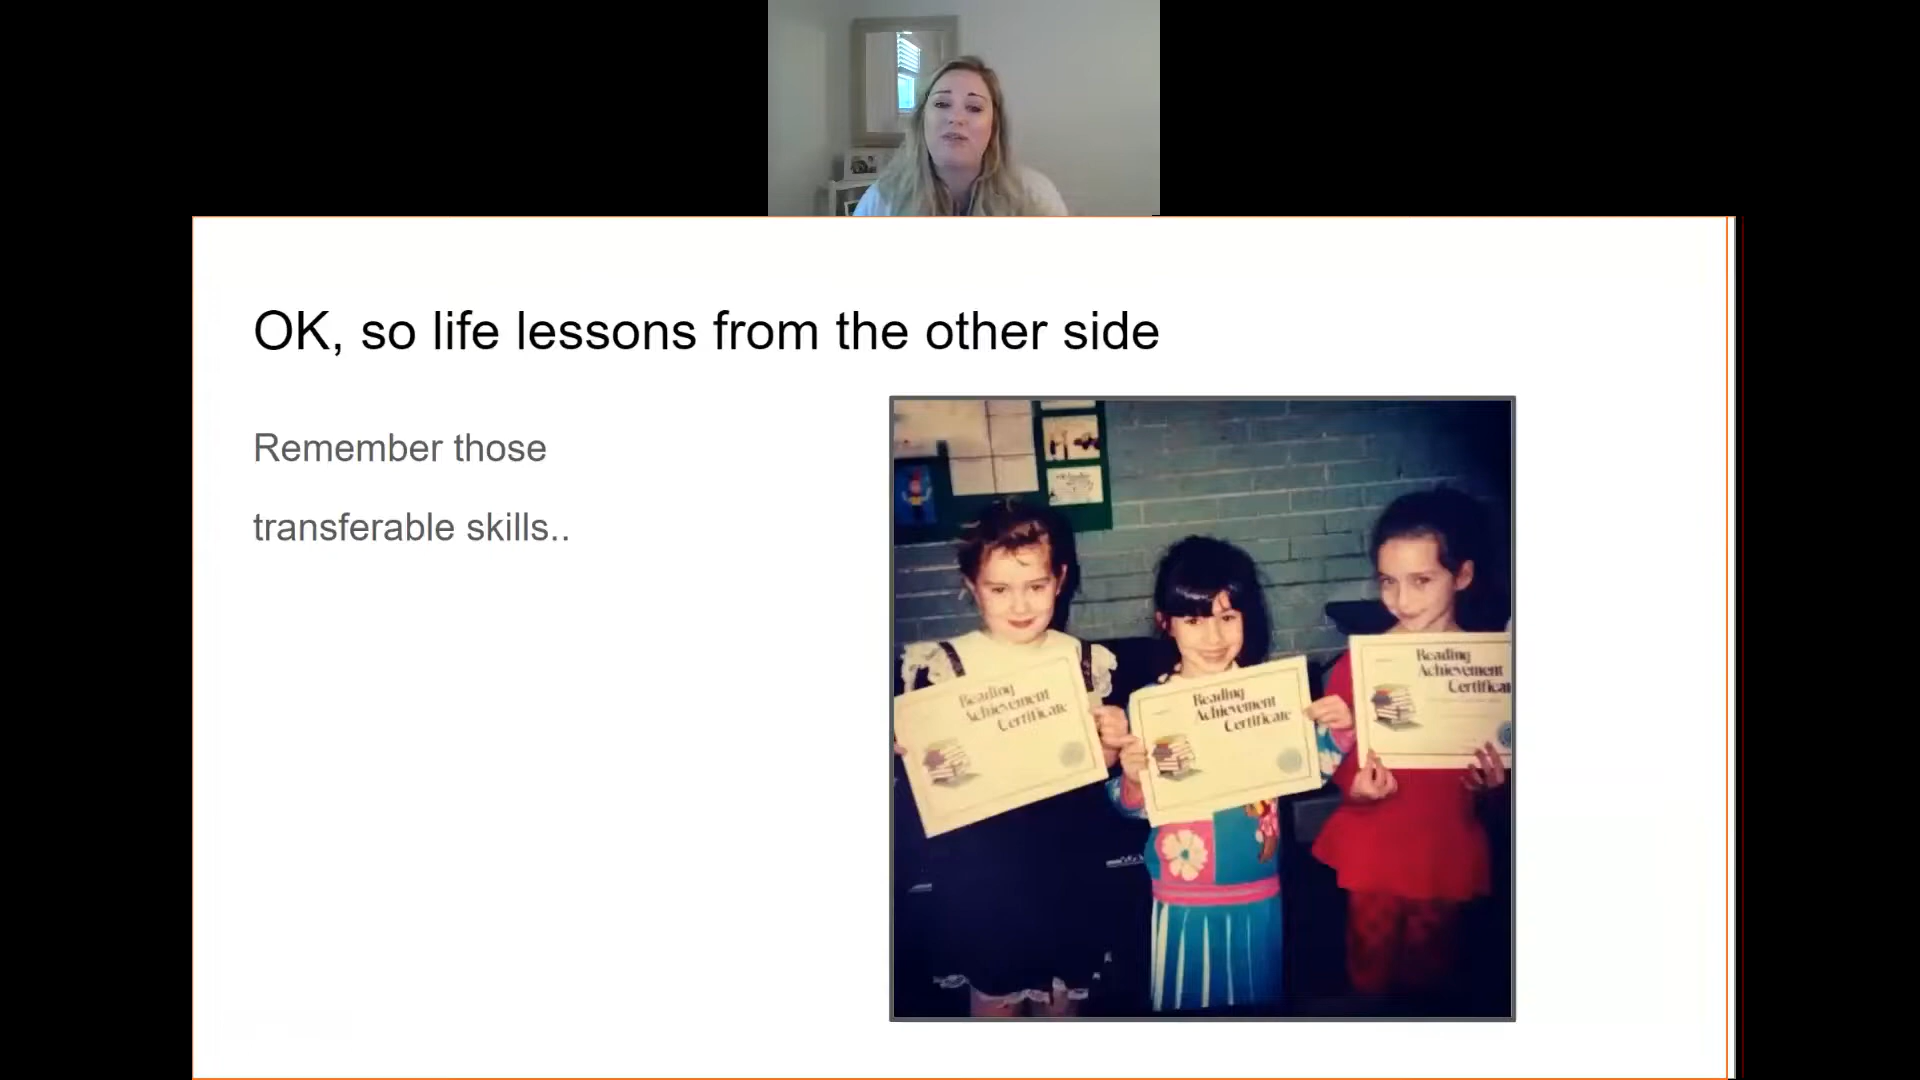 OK, so life lessons from the other side
Remember those
transferable skills..
Reading
Achievement
Certificate
Reading
Achievement
Certificate
Reading
Achievement
Certificat